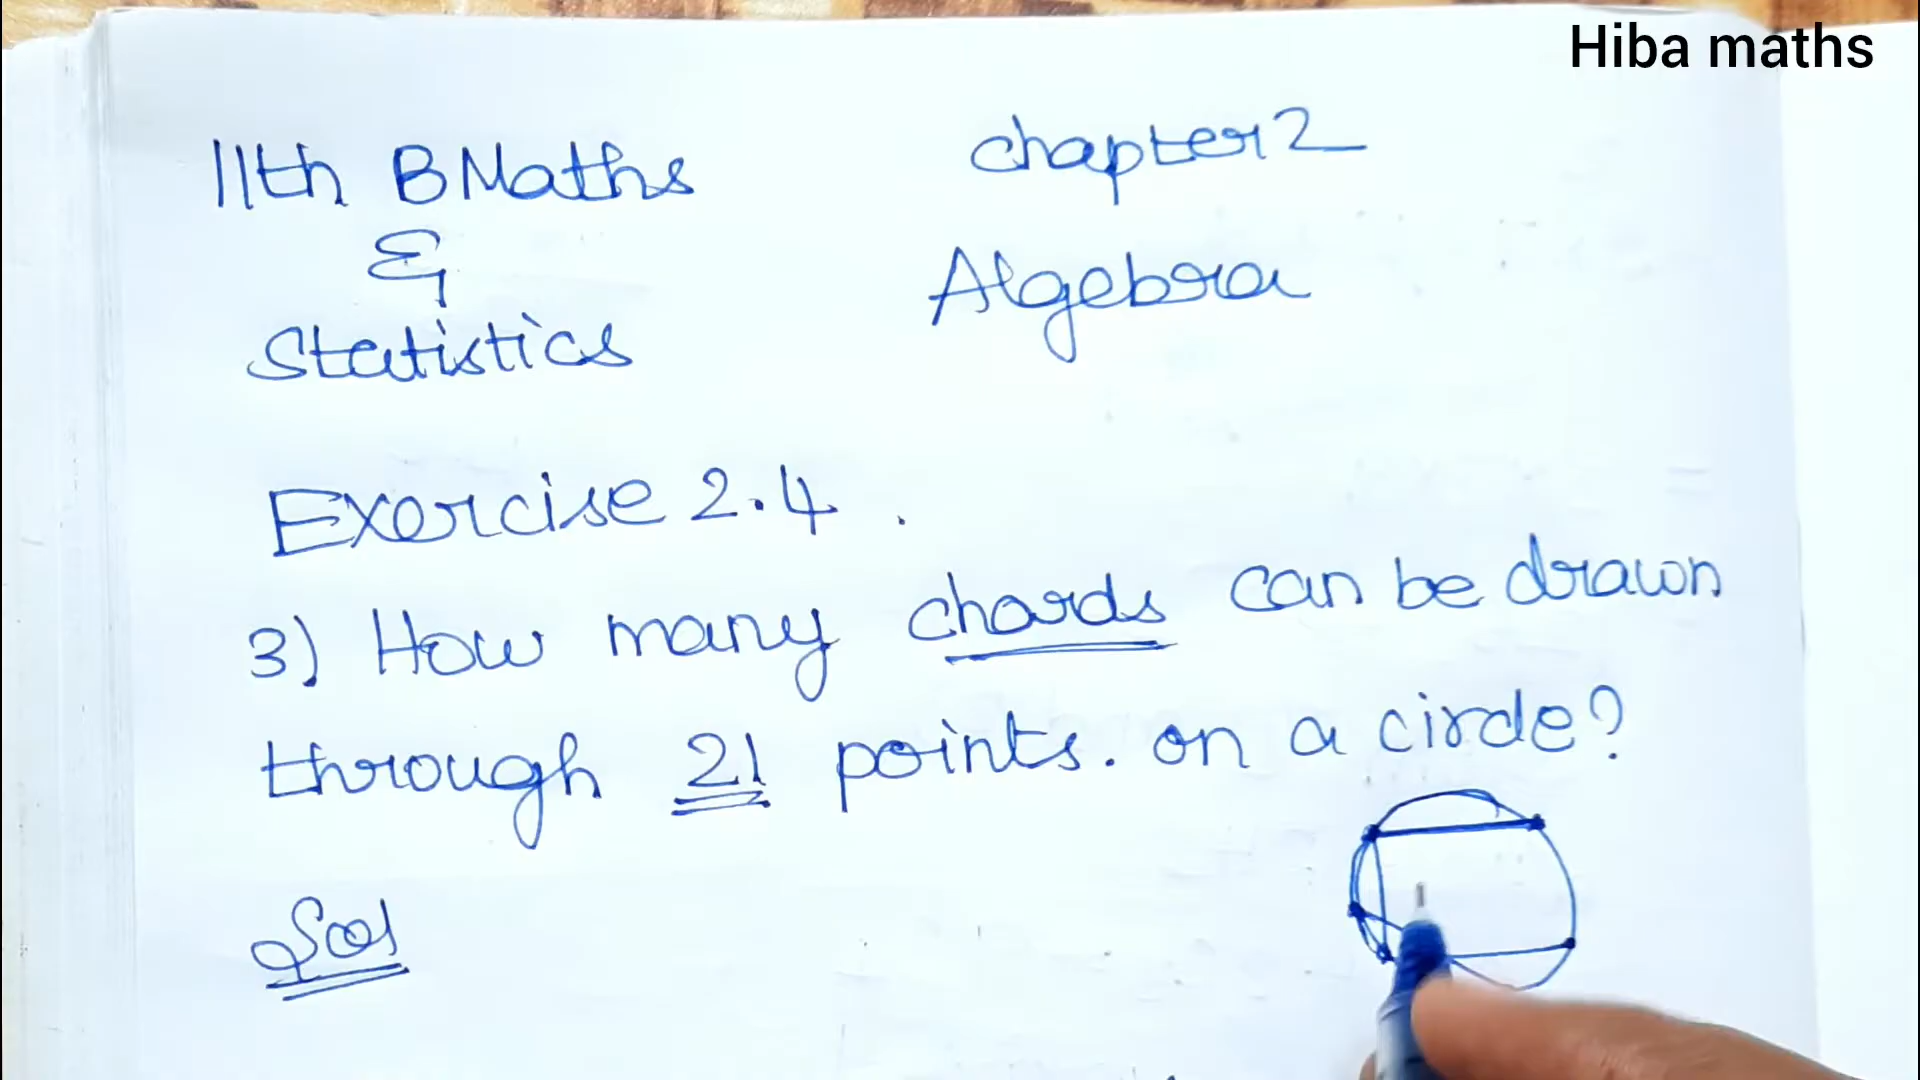 Hiba maths
11th B Maths
&
Statistics
chapter 2
Algebra
Exercise 2.4.
3) How many chords can be drawn
through 21 points. on a circle?
Sol